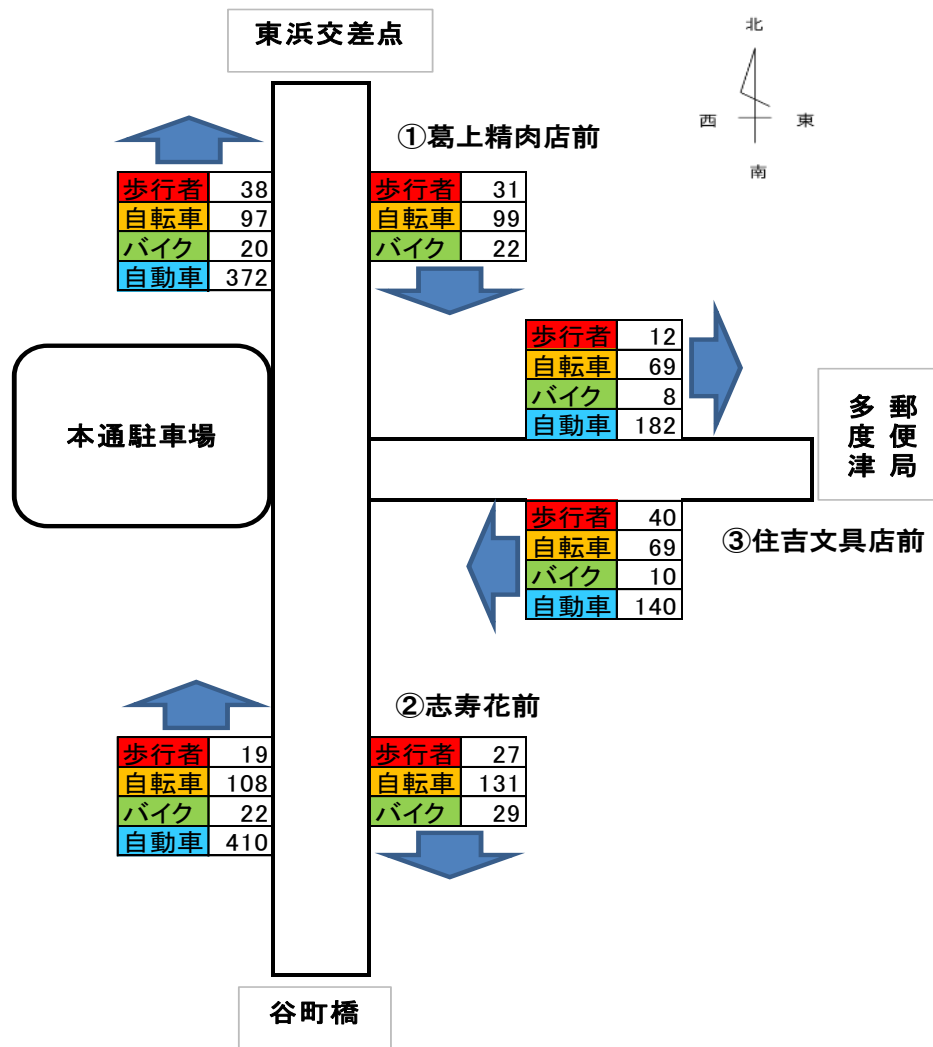 東浜交差点
北
西 東
南
①葛上精肉店前
歩行者 38
自転車 97
バイク 20
自動車 372
歩行者 31
自転車 99
バイク 22
歩行者 12
自転車 69
バイク 8
自動車 182
本通駐車場
多度津
郵便局
歩行者 40
自転車 69
バイク 10
自動車 140
③住吉文具店前
②志寿花前
歩行者 19
自転車 108
バイク 22
自動車 410
歩行者 27
自転車 131
バイク 29
谷町橋